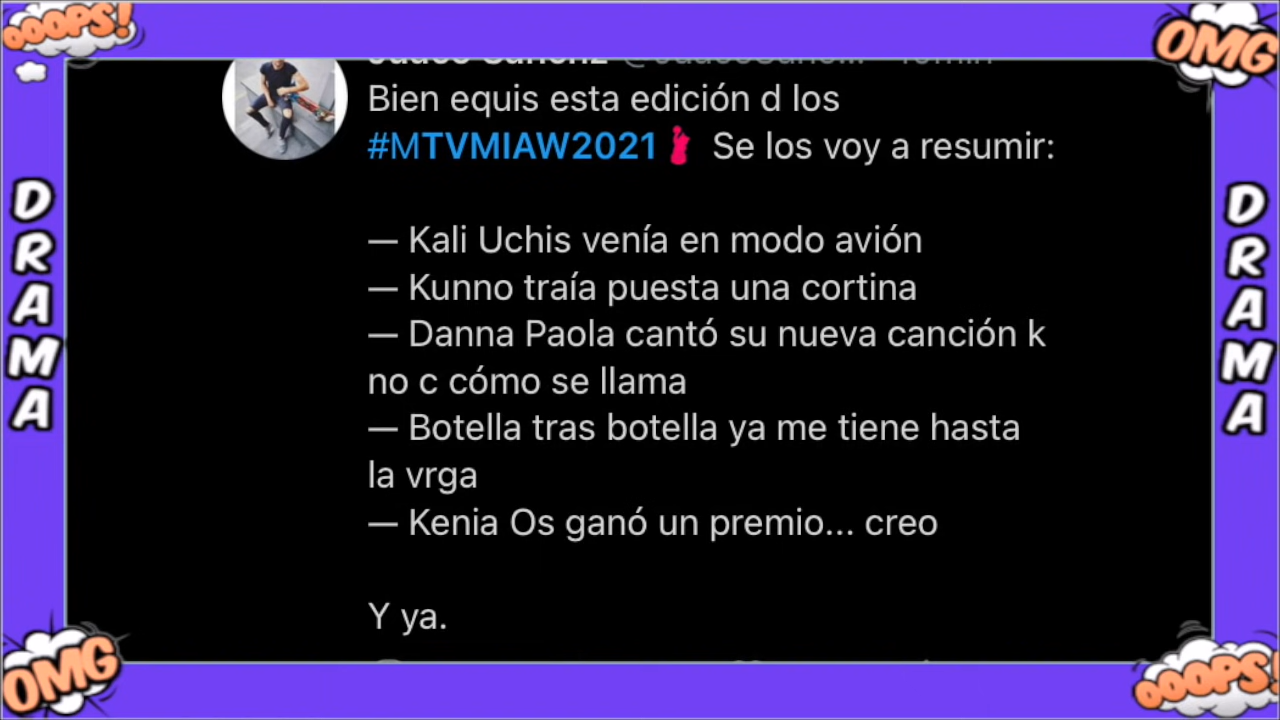 OOOPS!
OMG
Bien equis esta edición d los
#MTVMIAW2021 Se los voy a resumir:
— Kali Uchis venía en modo avión
— Kunno traía puesta una cortina
— Danna Paola cantó su nueva canción k
no c cómo se llama
— Botella tras botella ya me tiene hasta
la vrga
— Kenia Os ganó un premio... creo
Y ya.
DRAMA
DRAMA
OMG
OOOPS!